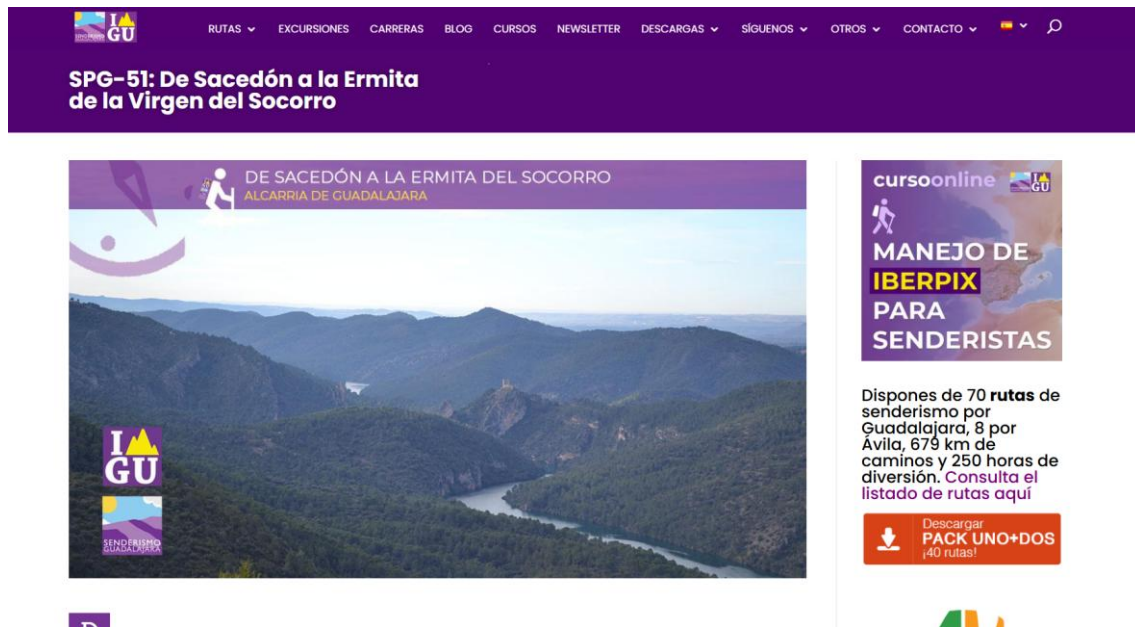 SENDERISMO
GUADALAJARA
I
GU
RUTAS
EXCURSIONES
CARRERAS
BLOG
CURSOS
NEWSLETTER
DESCARGAS
SÍGUENOS
OTROS
CONTACTO
SPG-51: De Sacedón a la Ermita
de la Virgen del Socorro
DE SACEDÓN A LA ERMITA DEL SOCORRO
ALCARRIA DE GUADALAJARA
I
GU
SENDERISMO
GUADALAJARA
cursoonline
I
GU
MANEJO DE
IBERPIX
PARA
SENDERISTAS
Dispones de 70 rutas de
senderismo por
Guadalajara, 8 por
Ávila, 679 km de
caminos y 250 horas de
diversión. Consulta el
listado de rutas aquí
Descargar
PACK UNO+DOS
¡40 rutas!